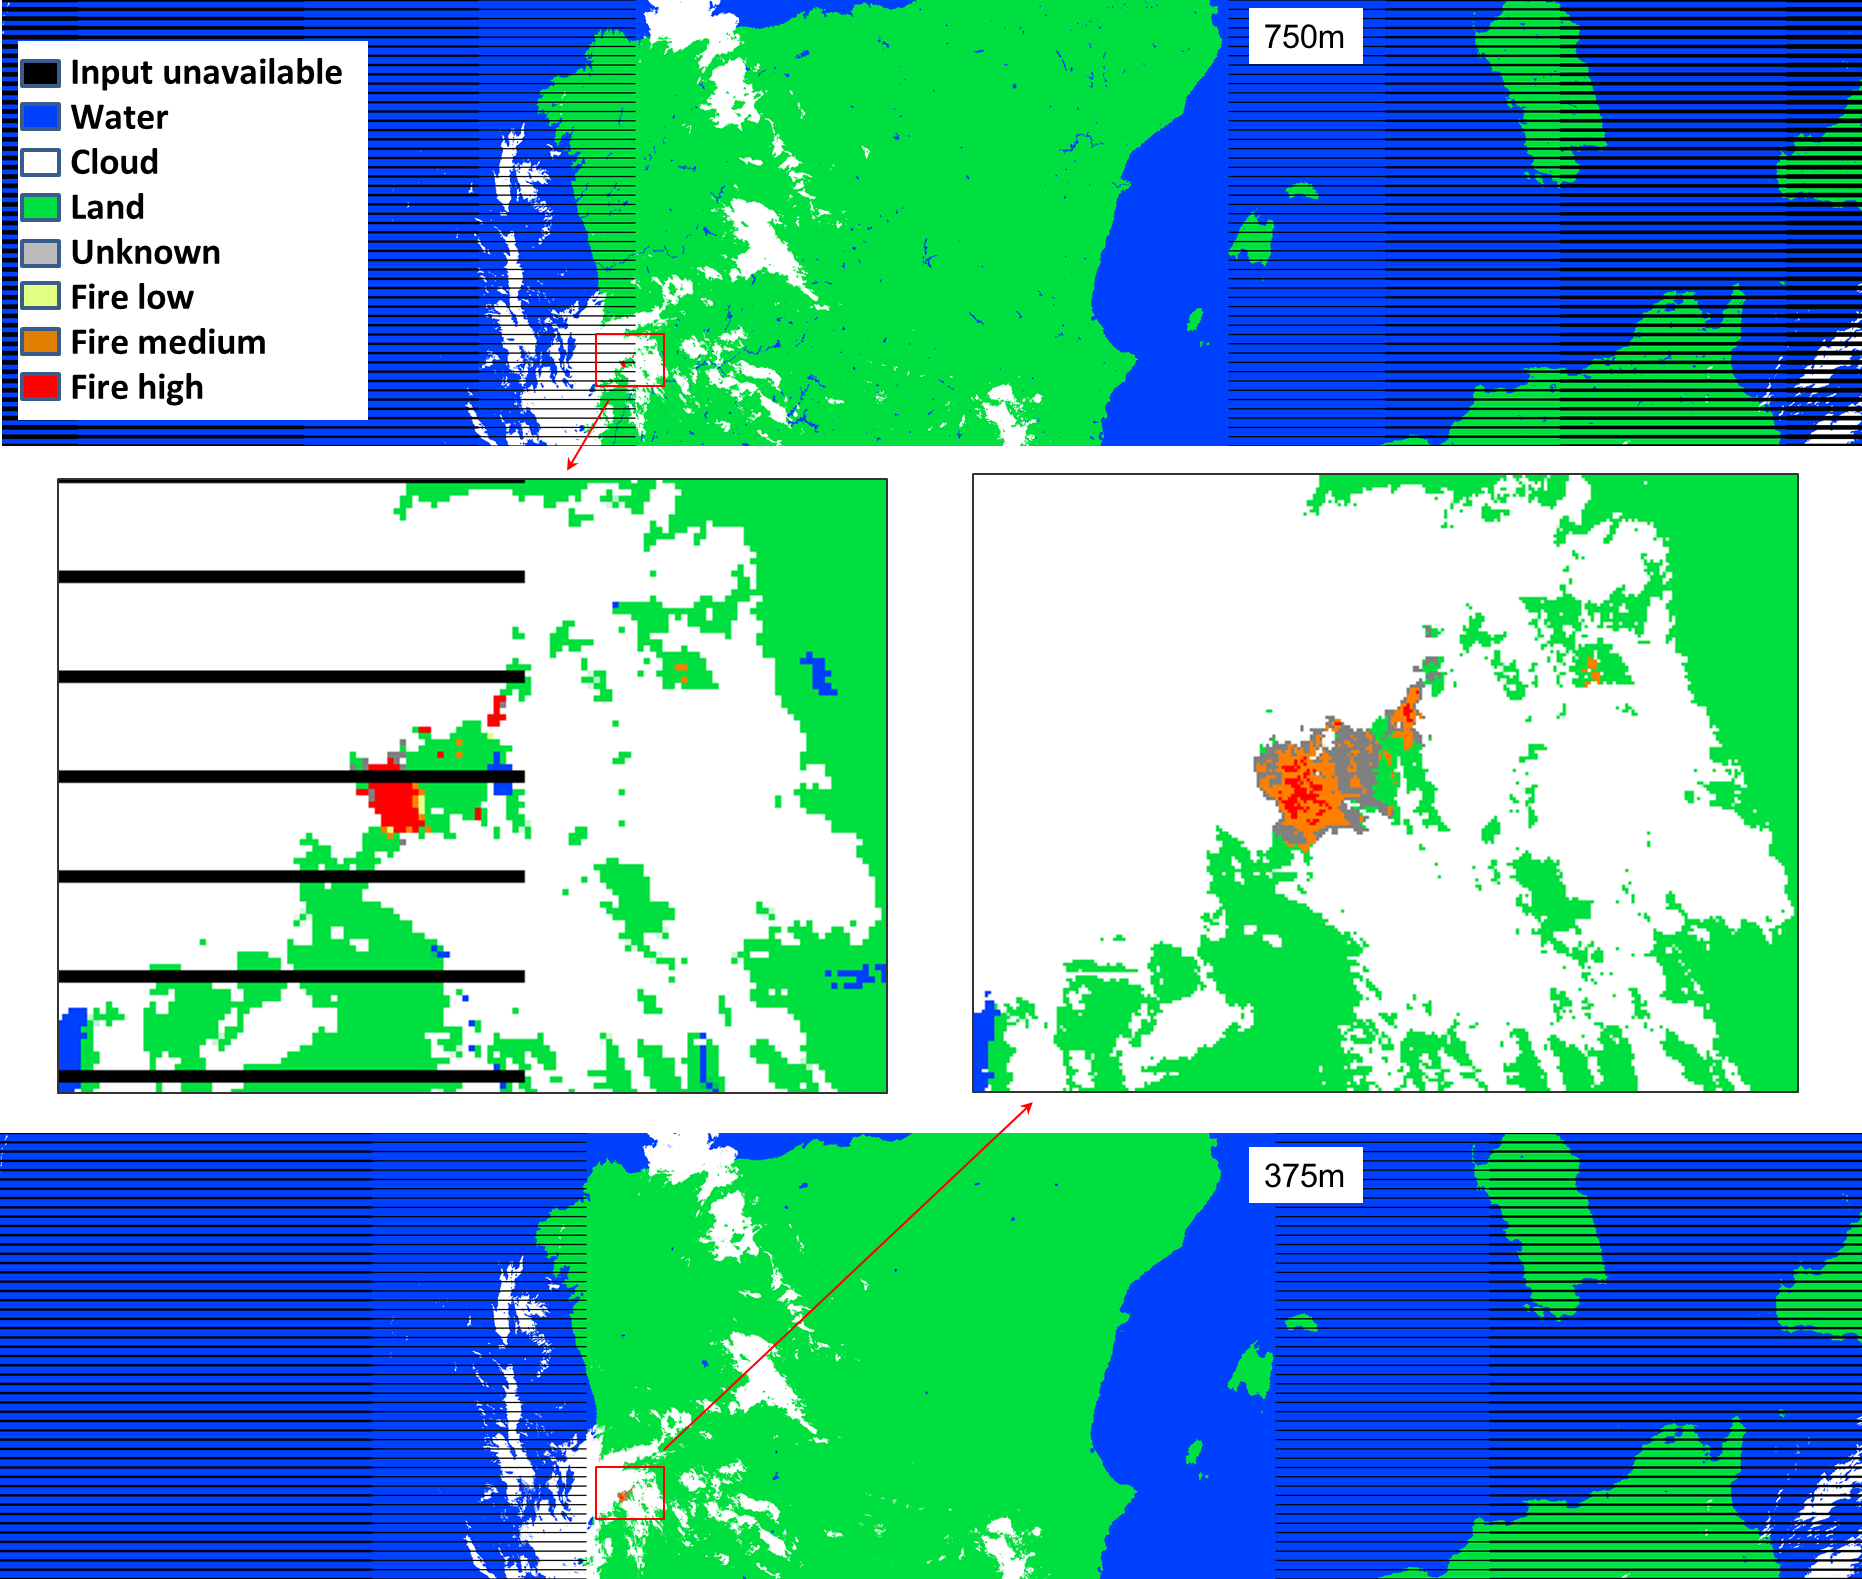 750m
Input unavailable
Water
Cloud
Land
Unknown
Fire low
Fire medium
Fire high
375m